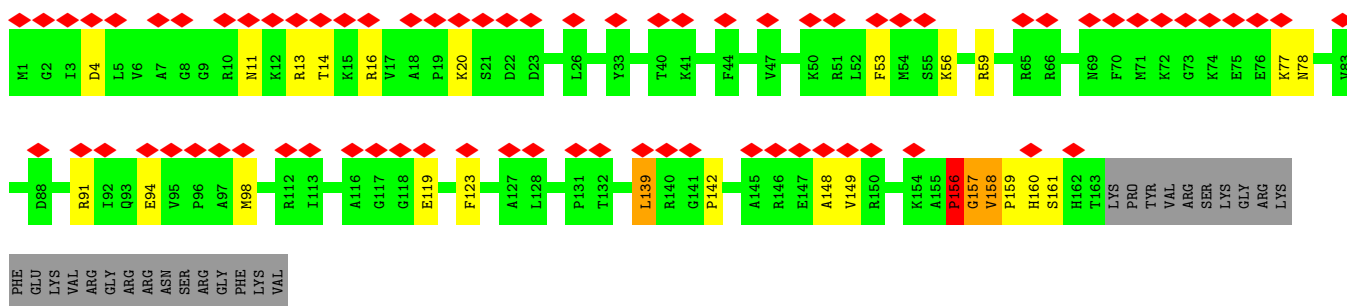 M1 G2 I3 D4 L5 V6 A7 G8 G9 R10 N11 K12 R13 T14 K15 R16 V17 A18 P19 K20 S21 D22 D23 L26 Y33 T40 K41 F44 V47 K50 R51 L52 F53 M54 S55 K56 R59 R65 R66 N69 F70 M71 K72 G73 K74 E75 E76 K77 N78 V83
D88 R91 I92 Q93 E94 V95 P96 A97 M98 R112 I113 A116 G117 G118 E119 F123 A127 L128 P131 T132 L139 R140 G141 P142 A145 R146 E147 A148 V149 R150 K154 A155 P156 G157 V158 P159 H160 S161 H162 T163 LYS PRO TYR VAL ARG SER LYS GLY ARG LYS
PHE GLU LYS VAL ARG GLY ARG ARG ASN SER ARG GLY PHE LYS VAL